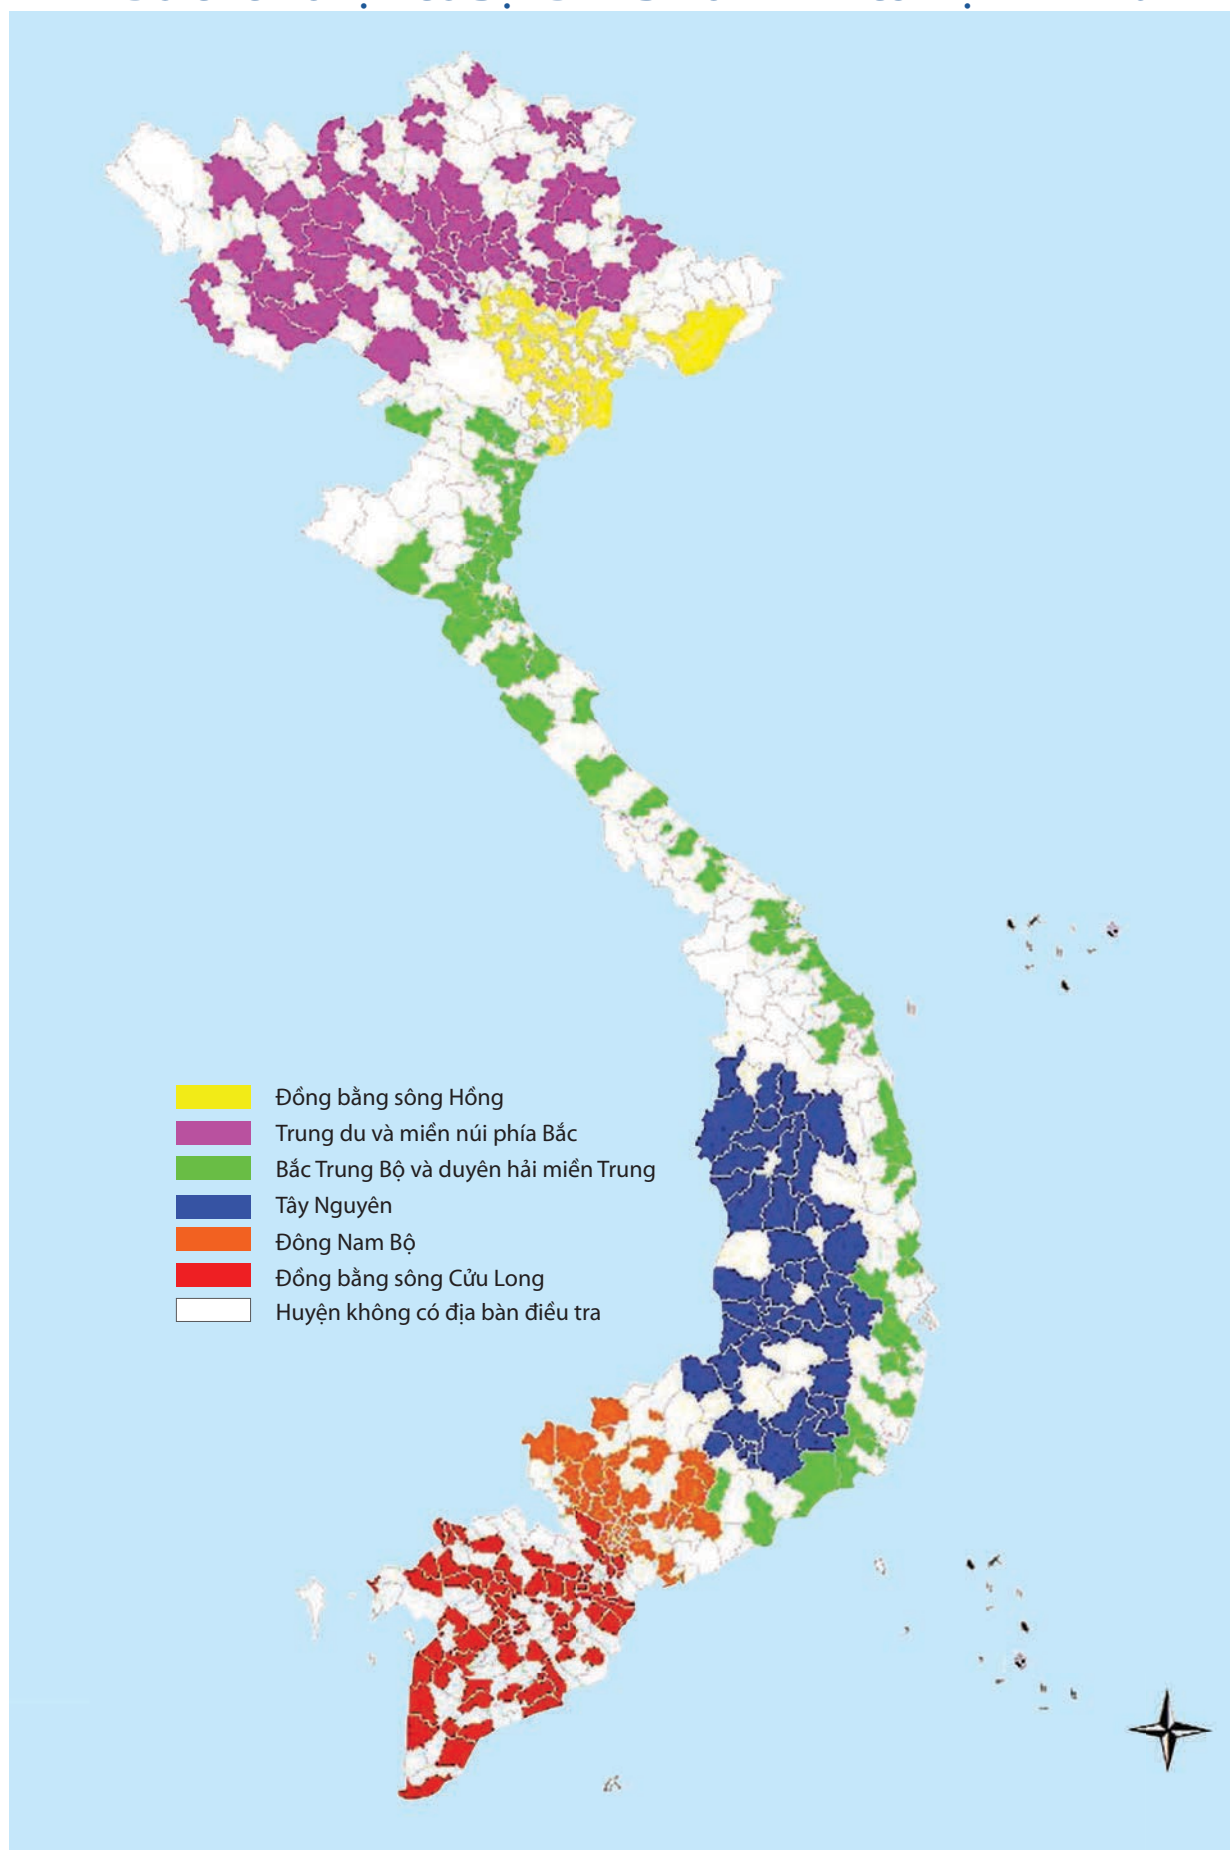 Đồng bằng sông Hồng
Trung du và miền núi phía Bắc
Bắc Trung Bộ và duyên hải miền Trung
Tây Nguyên
Đông Nam Bộ
Đồng bằng sông Cửu Long
Huyện không có địa bàn điều tra